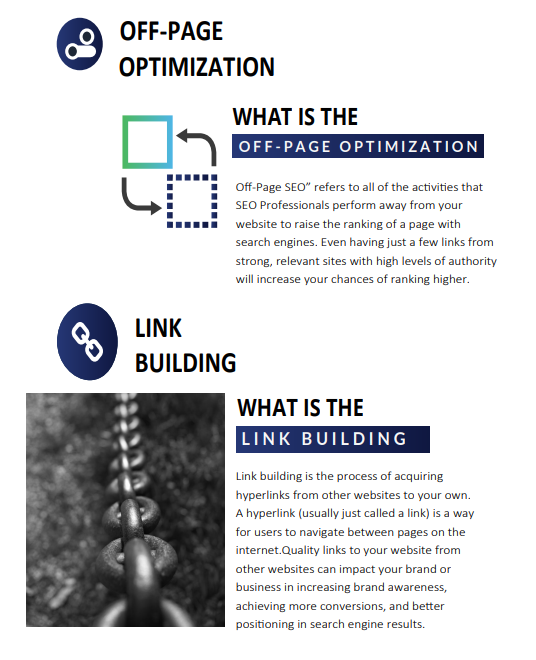 OFF-PAGE
OPTIMIZATION
WHAT IS THE
OFF-PAGE OPTIMIZATION
Off-Page SEO” refers to all of the activities that
SEO Professionals perform away from your
website to raise the ranking of a page with
search engines. Even having just a few links from
strong, relevant sites with high levels of authority
will increase your chances of ranking higher.
LINK
BUILDING
WHAT IS THE
LINK BUILDING
Link building is the process of acquiring
hyperlinks from other websites to your own.
A hyperlink (usually just called a link) is a way
for users to navigate between pages on the
internet.Quality links to your website from
other websites can impact your brand or
business in increasing brand awareness,
achieving more conversions, and better
positioning in search engine results.